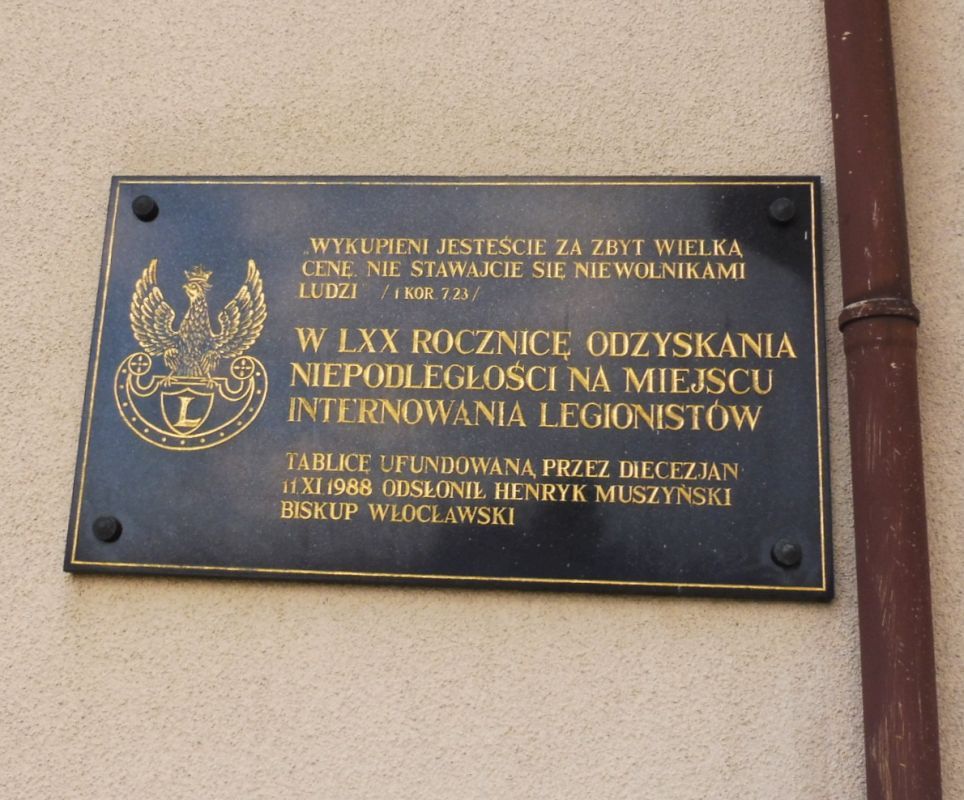 „WYKUPIENI JESTEŚCIE ZA ZBYT WIELKĄ
CENĘ. NIE STAWAJCIE SIĘ NIEWOLNIKAMI
LUDZI /1 KOR. 7.23/
W LXX ROCZNICĘ ODZYSKANIA
NIEPODLEGŁOŚCI NA MIEJSCU
INTERNOWANIA LEGIONISTÓW
TABLICĘ UFUNDOWANĄ PRZEZ DIECEZJAN
11 XI 1988 ODSŁONIŁ HENRYK MUSZYŃSKI
BISKUP WŁOCŁAWSKI
L